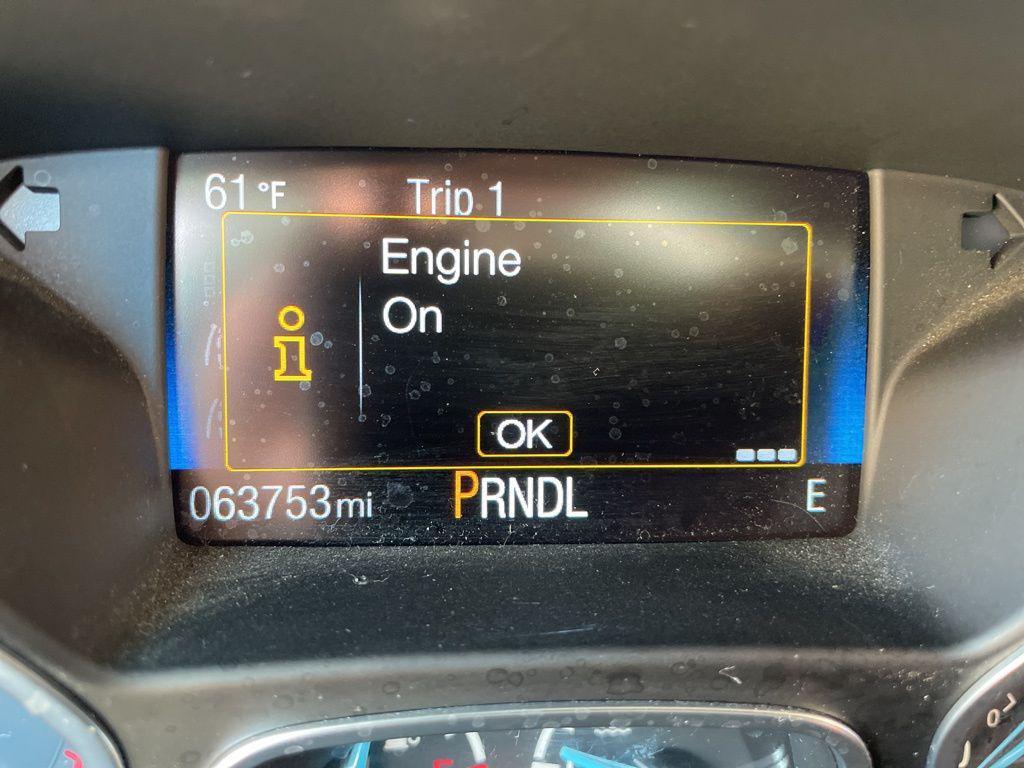 61 °F Trip 1
Engine
On
OK
063753 mi PRNDL E